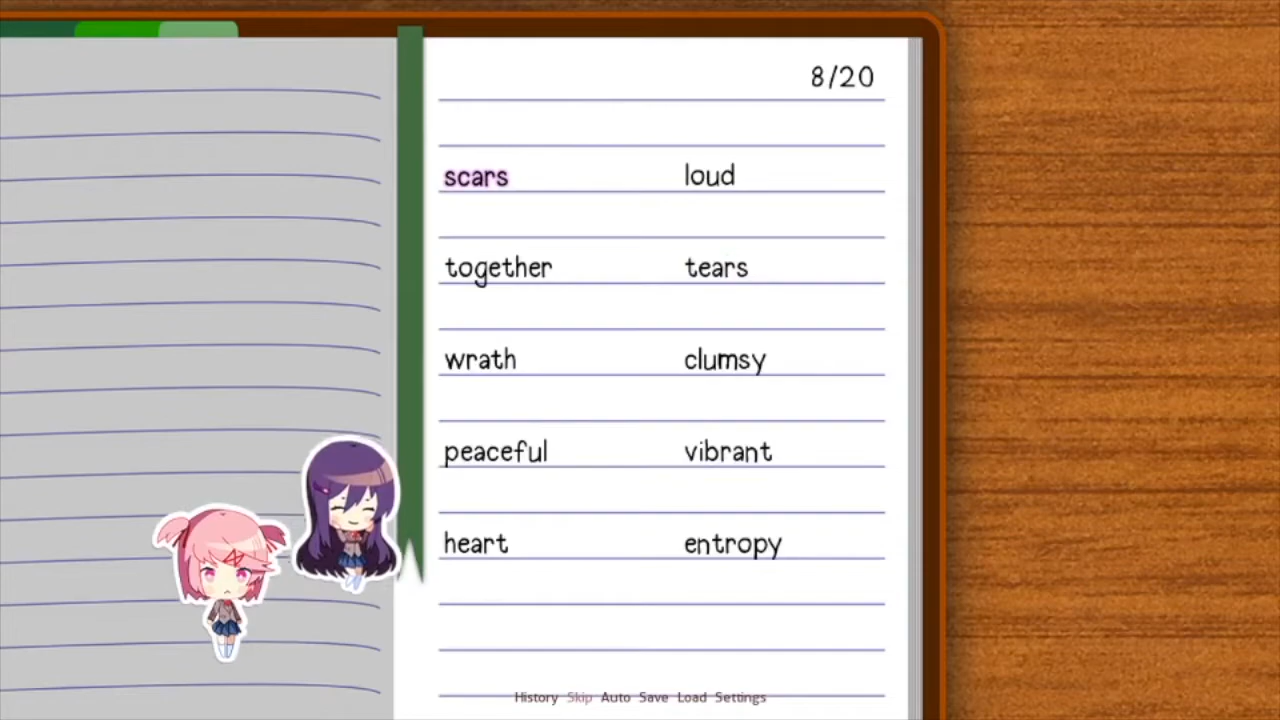 8/20
scars loud
together tears
wrath clumsy
peaceful vibrant
heart entropy
History Skip Auto Save Load Settings